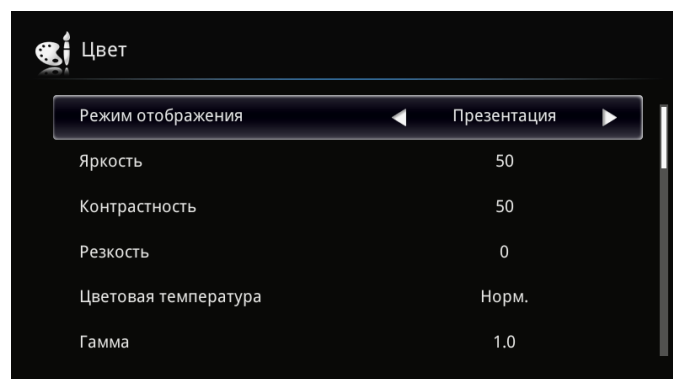 Цвет
Режим отображения Презентация
Яркость 50
Контрастность 50
Резкость 0
Цветовая температура Норм.
Гамма 1.0